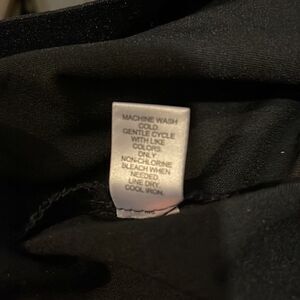 MACHINE WASH
COLD
GENTLE CYCLE
WITH LIKE
COLORS.
ONLY
NON-CHLORINE
BLEACH WHEN
NEEDED
LINE DRY.
COOL IRON.